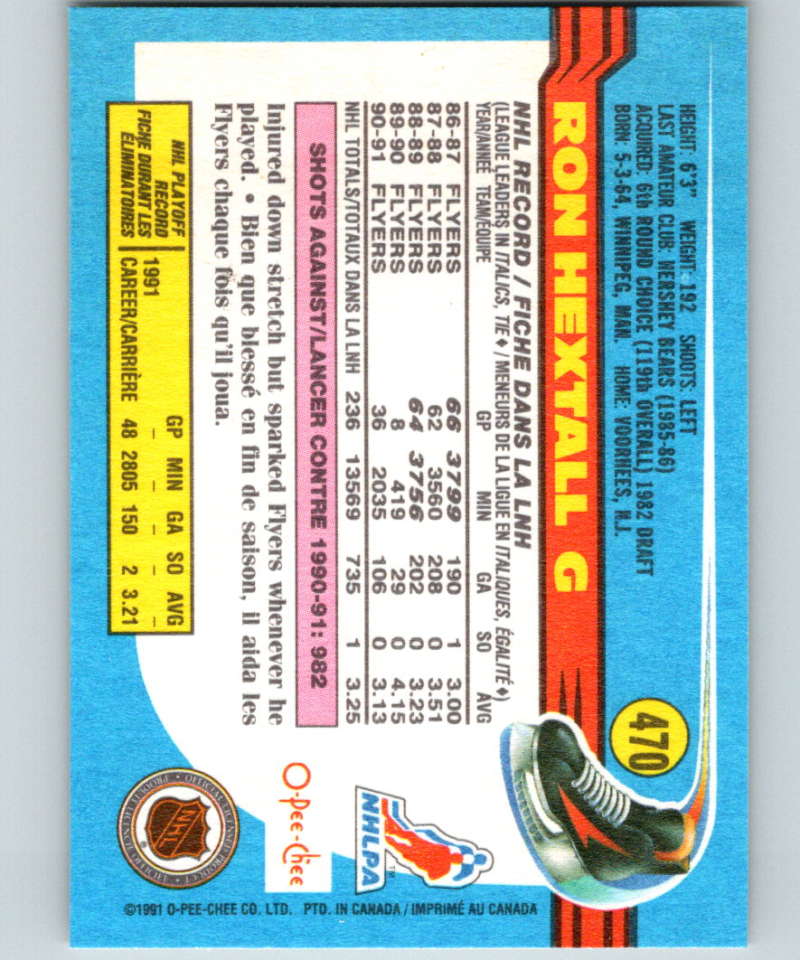 HEIGHT: 6'3" WEIGHT: 192 SHOOTS: LEFT
LAST AMATEUR CLUB: WERSHEY BEARS (1985-86)
ACQUIRED: 6th ROUND CHOICE (119th OVERALL) 1982 DRAFT
BORN: 5-3-64, WINNIPEG, MAN. HOME: VOORHEES, N.J.
470
RON HEXTALL G
NHL RECORD / FICHE DANS LA LNH
(LEAGUE LEADERS IN ITALICS, TIE♦ / MENEURS DE LA LIGUE EN ITALIQUES, ÉGALITÉ♦)
YEAR/ANNÉE TEAM/ÉQUIPE GP MIN GA SO AVG
86-87 FLYERS 66 3799 190 1 3.00
87-88 FLYERS 62 3560 208 0 3.51
88-89 FLYERS 64 3756 202 0 3.23
89-90 FLYERS 8 419 29 0 4.15
90-91 FLYERS 36 2035 106 0 3.13
NHL TOTALS/TOTAUX DANS LA LNH 236 13569 735 1 3.25
SHOTS AGAINST/LANCER CONTRE 1990-91: 982
Injured down stretch but sparked Flyers whenever he
played. • Bien que blessé en fin de saison, il aida les
Flyers chaque fois qu'il joua.
NHL PLAYOFF
RECORD
FICHE DURANT LES
ÉLIMINATOIRES
GP MIN GA SO AVG
1991 – – – – –
CAREER/CARRIÈRE 48 2805 150 2 3.21
NHLPA
TM
O-Pee-Chee
OFFICIAL LICENSED PRODUCT
NHL
®
PRODUIT LICENCIÉ OFFICIEL
©1991 O-PEE-CHEE CO. LTD. PTD. IN CANADA / IMPRIMÉ AU CANADA